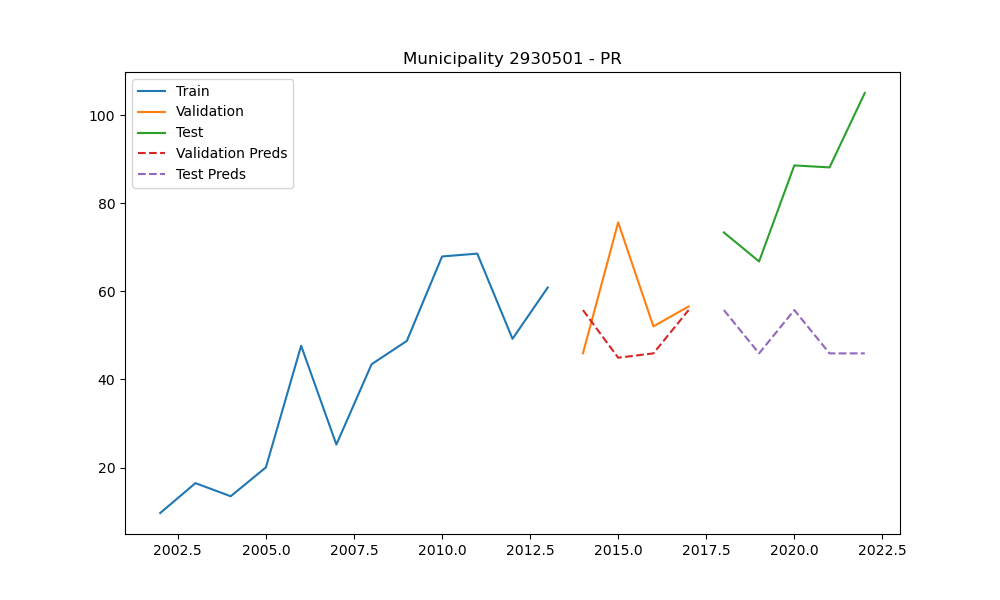 Municipality 2930501 - PR
Train
Validation
Test
Validation Preds
Test Preds
100
80
60
40
20
2002.5 2005.0 2007.5 2010.0 2012.5 2015.0 2017.5 2020.0 2022.5